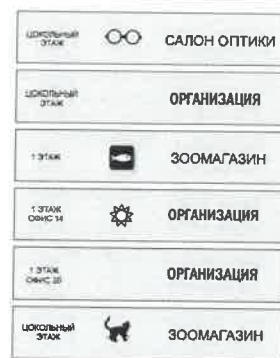 ЦОКОЛЬНЫЙ
ЭТАЖ
САЛОН ОПТИКИ
ЦОКОЛЬНЫЙ
ЭТАЖ
ОРГАНИЗАЦИЯ
1 ЭТАЖ
ЗООМАГАЗИН
1 ЭТАЖ
ОФИС 14
ОРГАНИЗАЦИЯ
1 ЭТАЖ
ОФИС
ОРГАНИЗАЦИЯ
ЦОКОЛЬНЫЙ
ЭТАЖ
ЗООМАГАЗИН